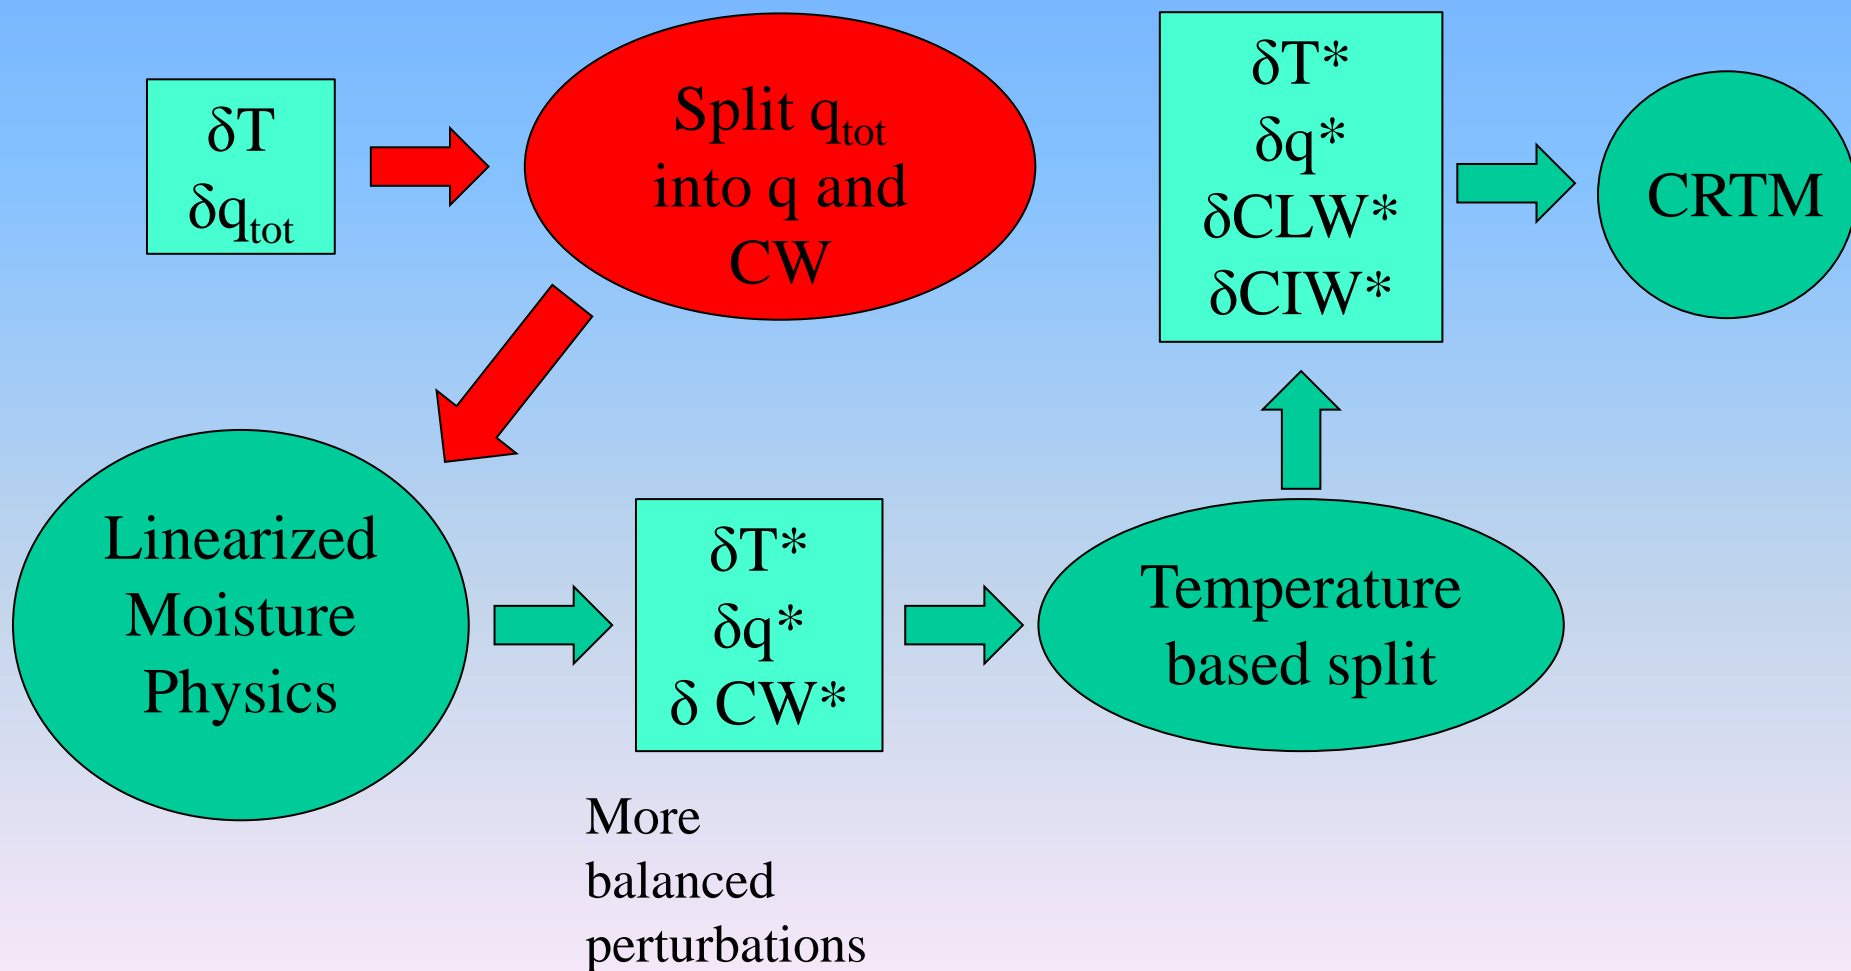 δT
δq_tot
Split q_tot
into q and
CW
Linearized
Moisture
Physics
δT*
δq*
δ CW*
More
balanced
perturbations
Temperature
based split
δT*
δq*
δCLW*
δCIW*
CRTM